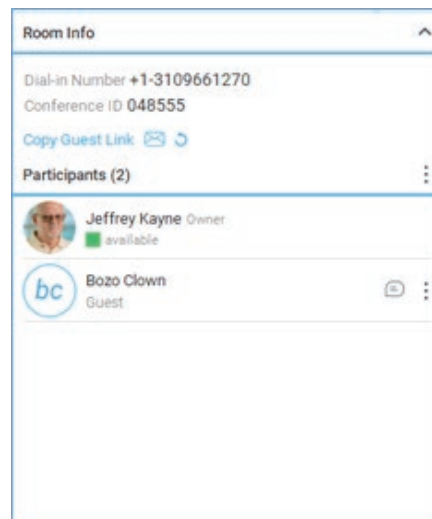 Room Info
Dial-in Number +1-3109661270
Conference ID 048555
Copy Guest Link
Participants (2)
Jeffrey Kayne Owner
available
bc Bozo Clown
Guest